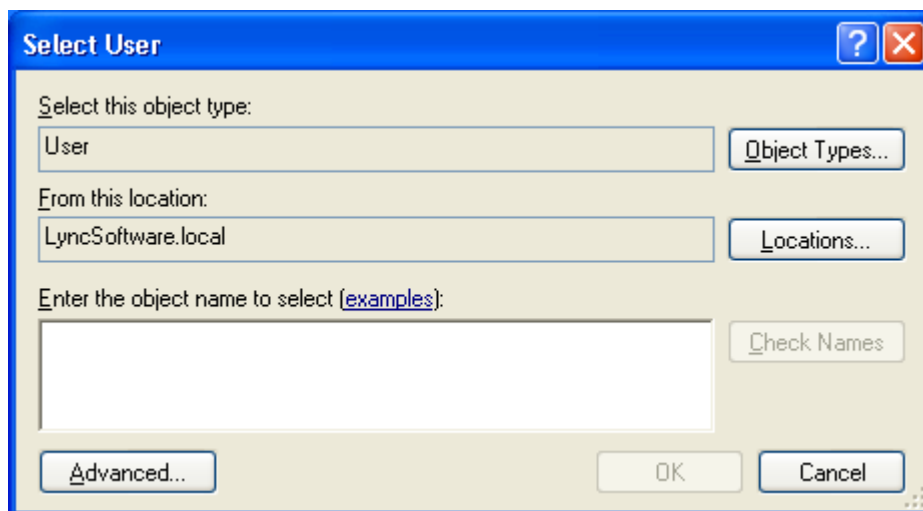 Select User
Select this object type:
User
Object Types...
From this location:
LyncSoftware.local
Locations...
Enter the object name to select (examples):
Check Names
Advanced...
OK
Cancel